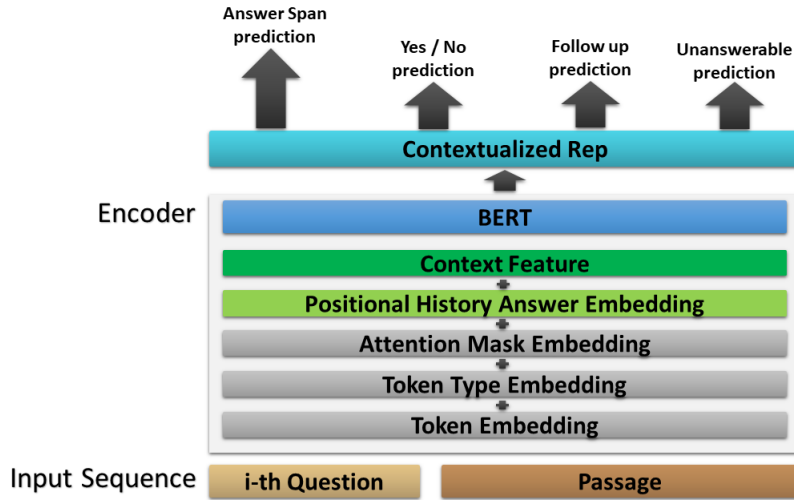 Answer Span
prediction
Yes / No
prediction
Follow up
prediction
Unanswerable
prediction
Contextualized Rep
Encoder
BERT
Context Feature
Positional History Answer Embedding
Attention Mask Embedding
Token Type Embedding
Token Embedding
Input Sequence
i-th Question
Passage